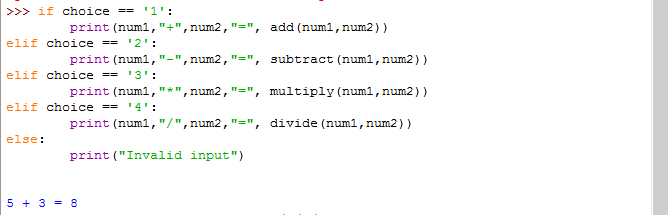 >>> if choice == '1':
        print(num1,"+",num2,"=", add(num1,num2))
elif choice == '2':
        print(num1,"-",num2,"=", subtract(num1,num2))
elif choice == '3':
        print(num1,"*",num2,"=", multiply(num1,num2))
elif choice == '4':
        print(num1,"/",num2,"=", divide(num1,num2))
else:
        print("Invalid input")
5 + 3 = 8